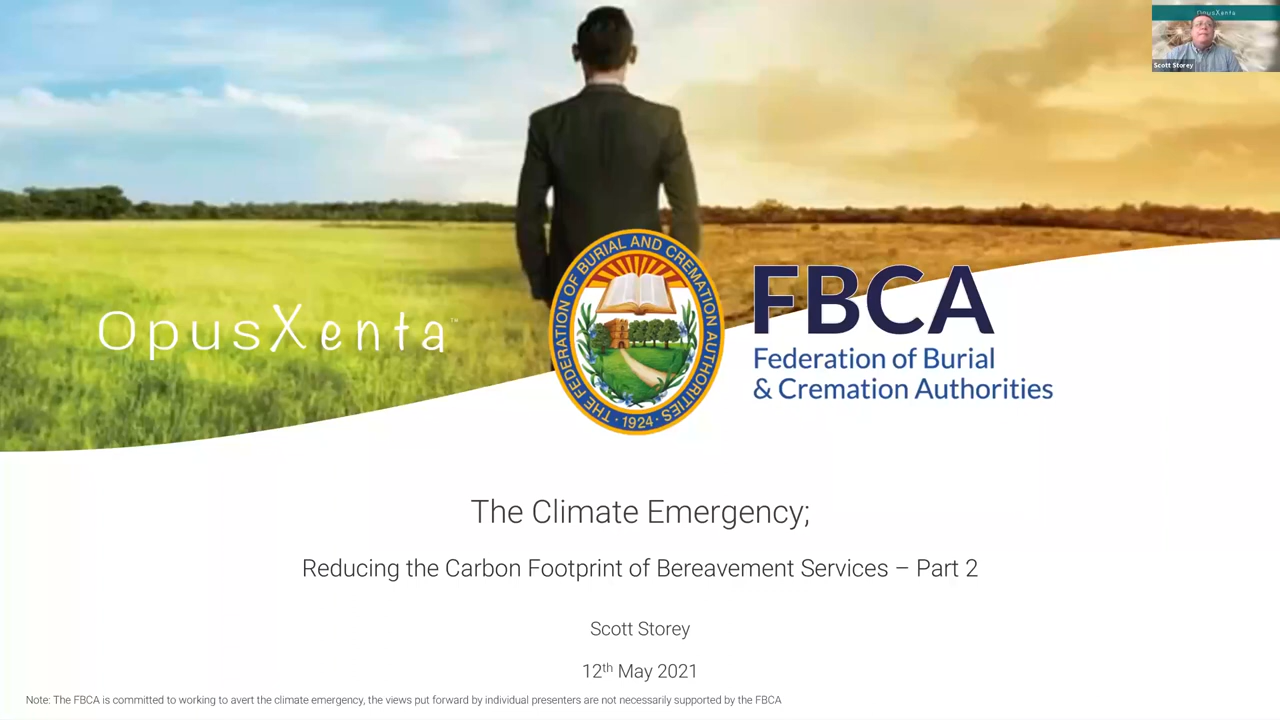 OpusXenta
Scott Storey
OpusXenta™
THE FEDERATION OF BURIAL AND CREMATION AUTHORITIES
· 1924 ·
FBCA
Federation of Burial
& Cremation Authorities
The Climate Emergency;
Reducing the Carbon Footprint of Bereavement Services – Part 2
Scott Storey
12th May 2021
Note: The FBCA is committed to working to avert the climate emergency, the views put forward by individual presenters are not necessarily supported by the FBCA